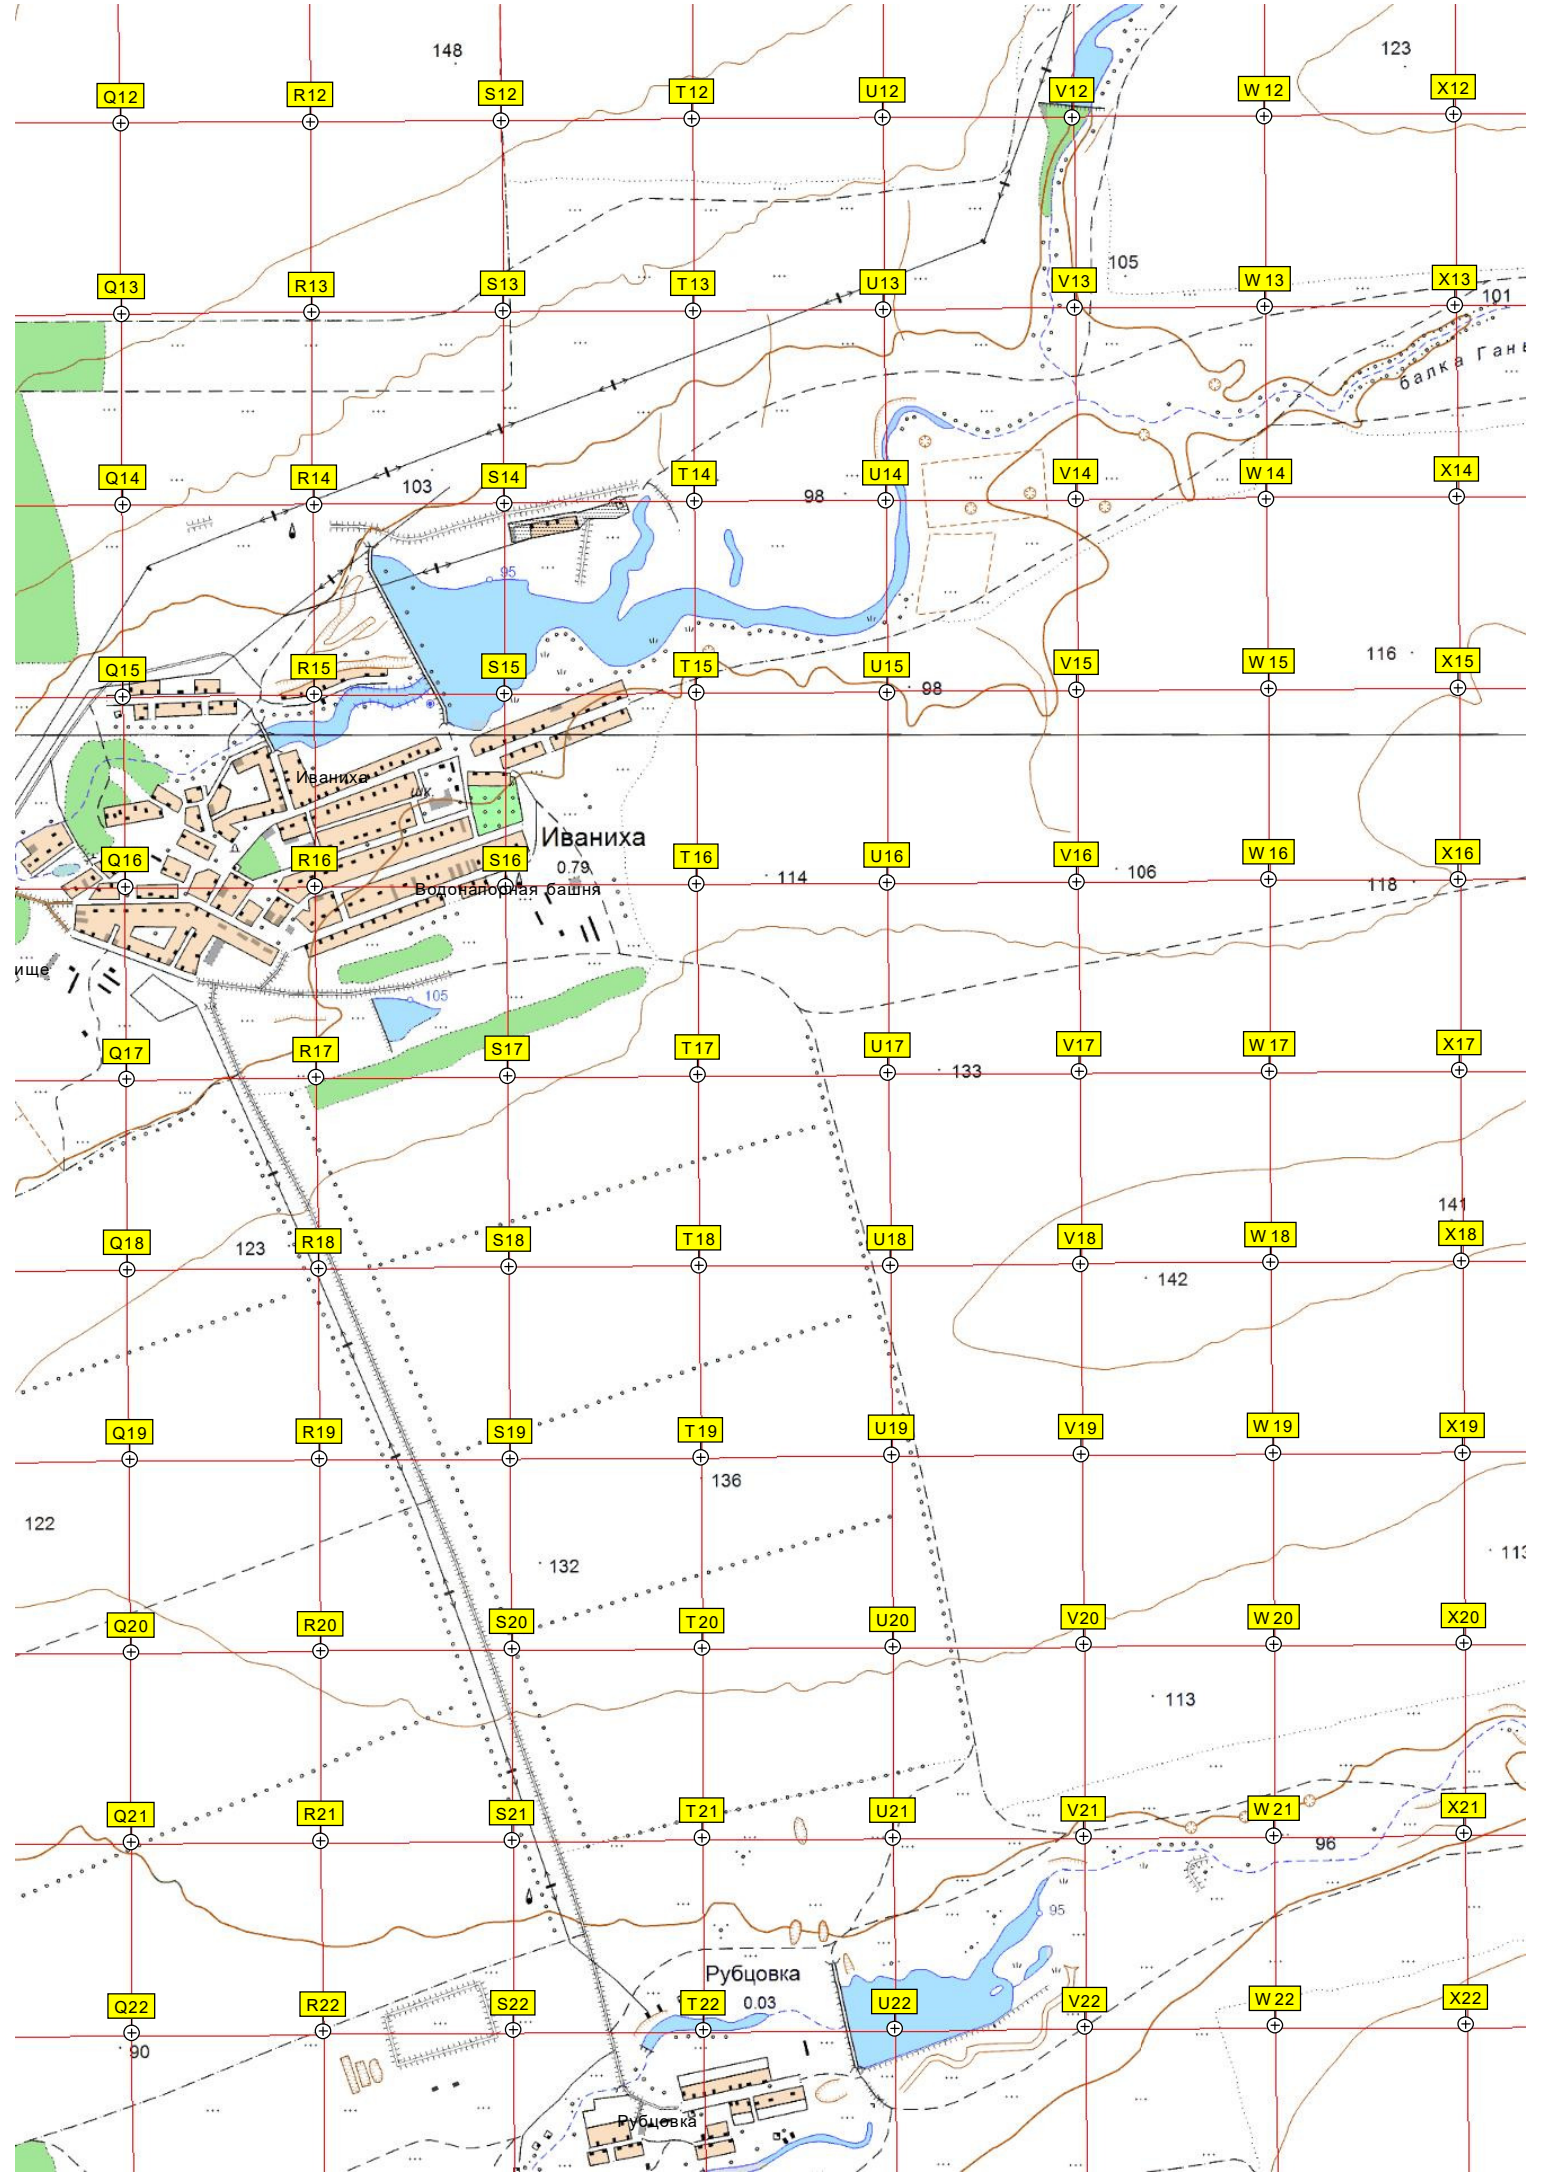 148
123
Q12 R12 S12 T12 U12 V12 W12 X12
105
Q13 R13 S13 T13 U13 V13 W13 X13
101
балка Гань
Q14 R14 S14 T14 U14 V14 W14 X14
103
98
95
116
Q15 R15 S15 T15 U15 V15 W15 X15
98
Иваниха
шк.
Иваниха
0.79
Q16 R16 S16 T16 U16 V16 W16 X16
114
106
118
Водонапорная башня
ище
105
Q17 R17 S17 T17 U17 V17 W17 X17
133
141
123
Q18 R18 S18 T18 U18 V18 W18 X18
142
Q19 R19 S19 T19 U19 V19 W19 X19
136
122
132
113
Q20 R20 S20 T20 U20 V20 W20 X20
113
Q21 R21 S21 T21 U21 V21 W21 X21
96
95
Рубцовка
0.03
Q22 R22 S22 T22 U22 V22 W22 X22
90
Рубцовка